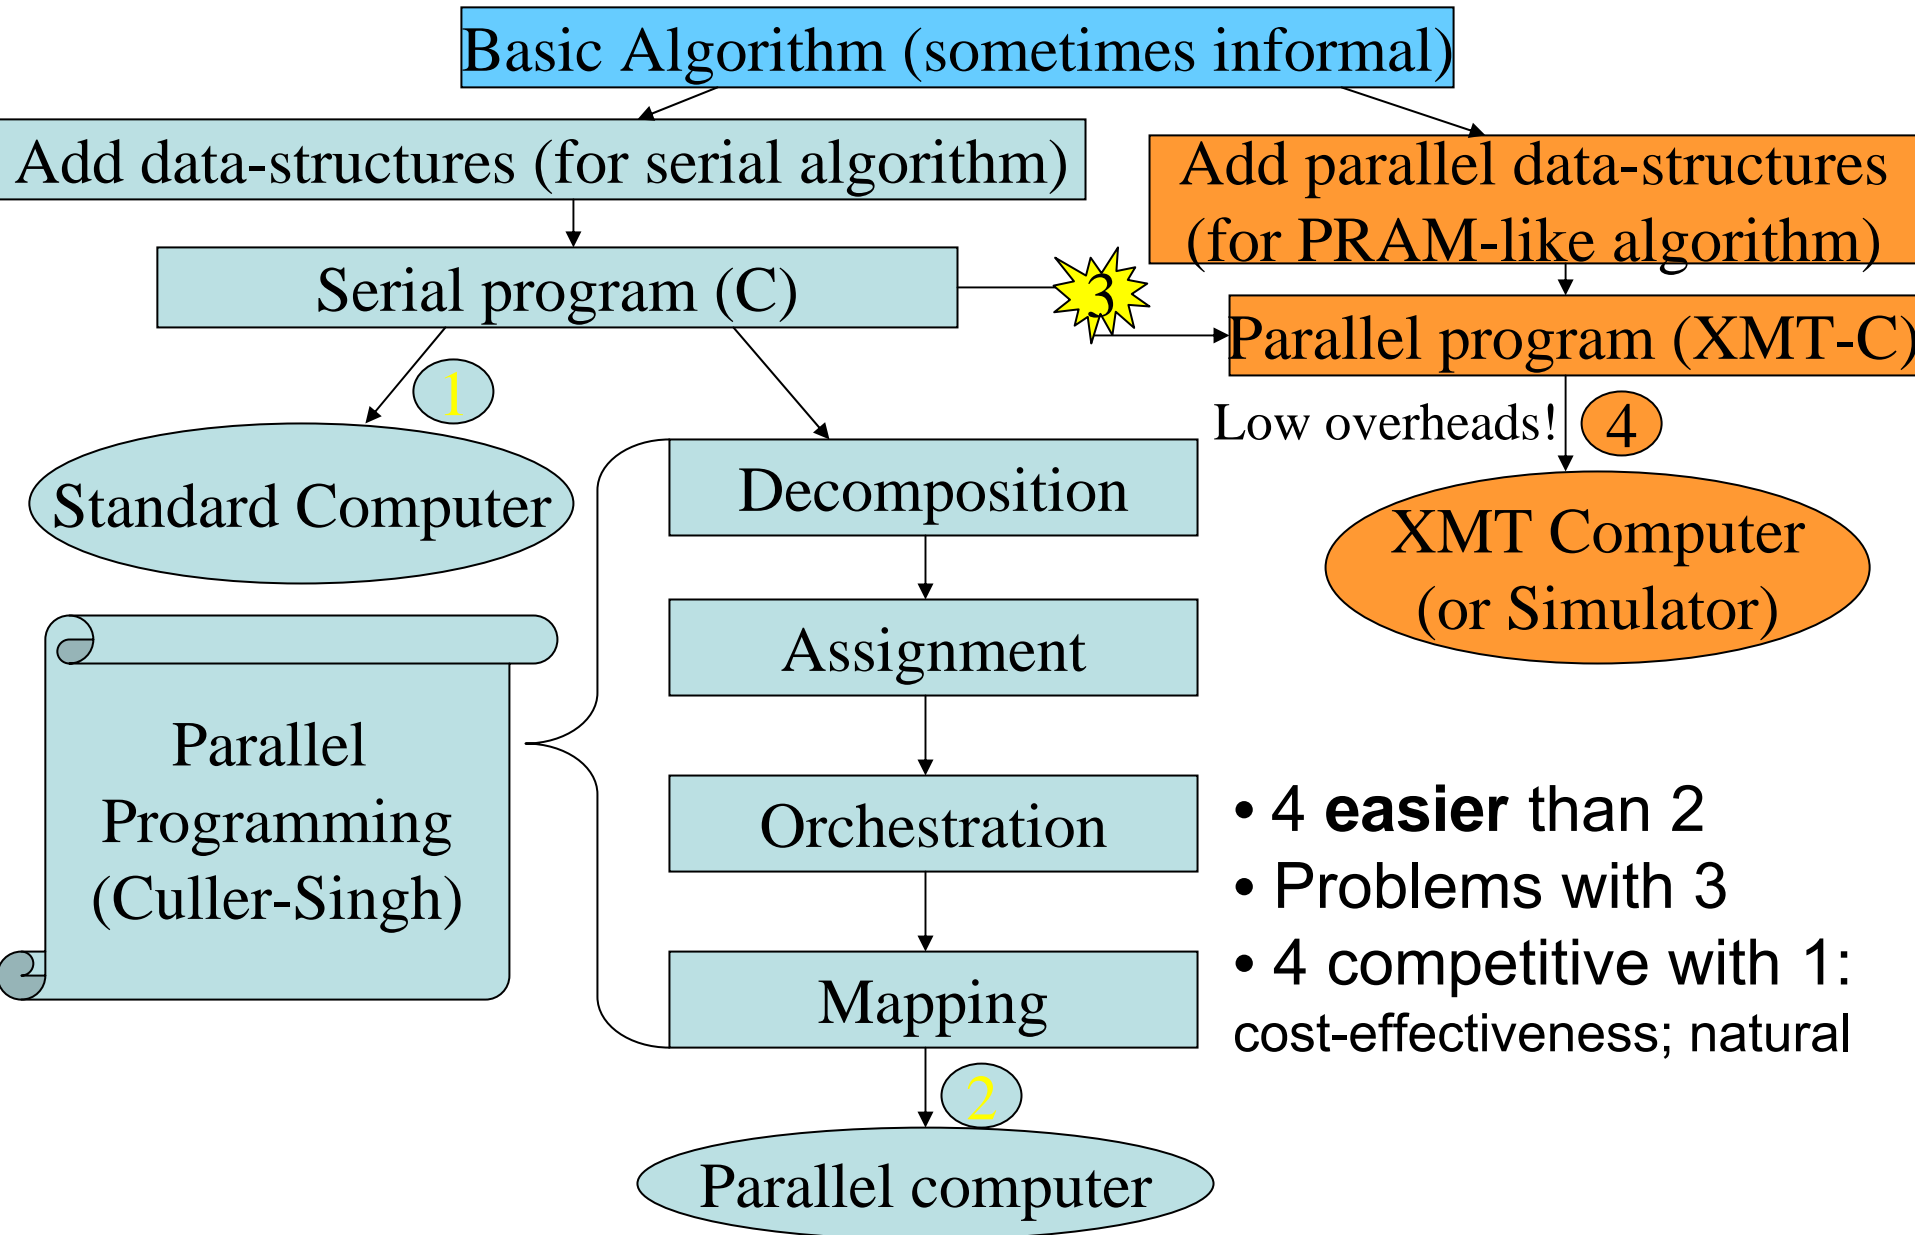 Basic Algorithm (sometimes informal)
Add data-structures (for serial algorithm)
Add parallel data-structures
(for PRAM-like algorithm)
Serial program (C)
3
Parallel program (XMT-C)
1
Low overheads!
4
Standard Computer
Decomposition
XMT Computer
(or Simulator)
Assignment
Parallel
Programming
(Culler-Singh)
Orchestration
Mapping
• 4 easier than 2
• Problems with 3
• 4 competitive with 1:
cost-effectiveness; natural
2
Parallel computer